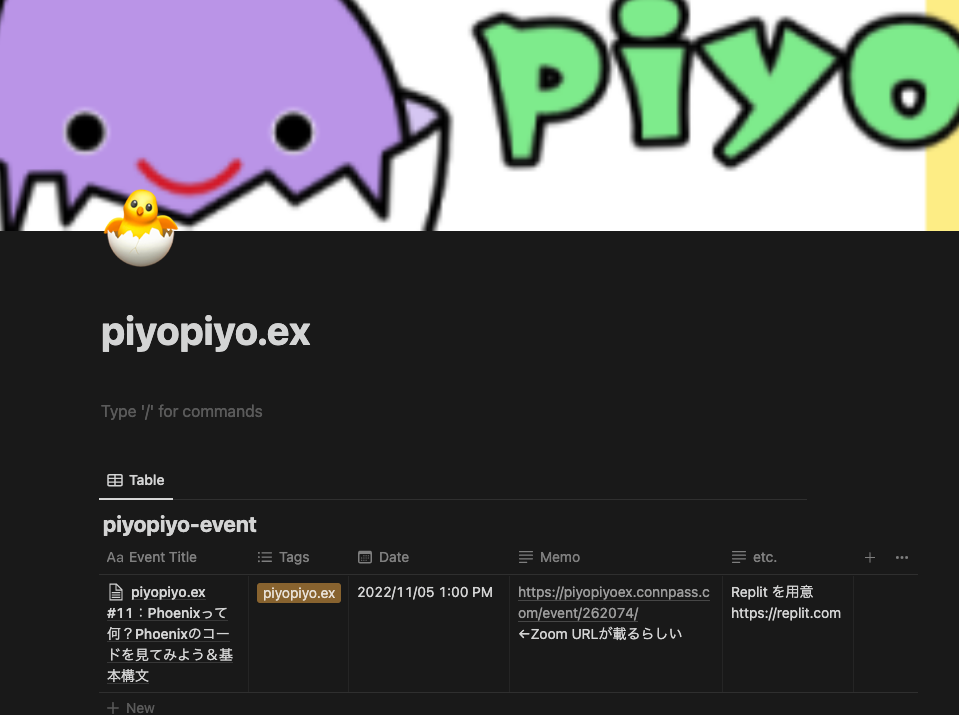 piyo
piyopiyo.ex
Type '/' for commands
Table
piyopiyo-event
Aa Event Title Tags Date Memo etc.
piyopiyo.ex
#11：Phoenixって
何？Phoenixのコー
ドを見てみよう＆基
本構文
piyopiyo.ex
2022/11/05 1:00 PM
https://piyopiyoex.connpass.c
om/event/262074/
←Zoom URLが載るらしい
Replit を用意
https://replit.com
+ New